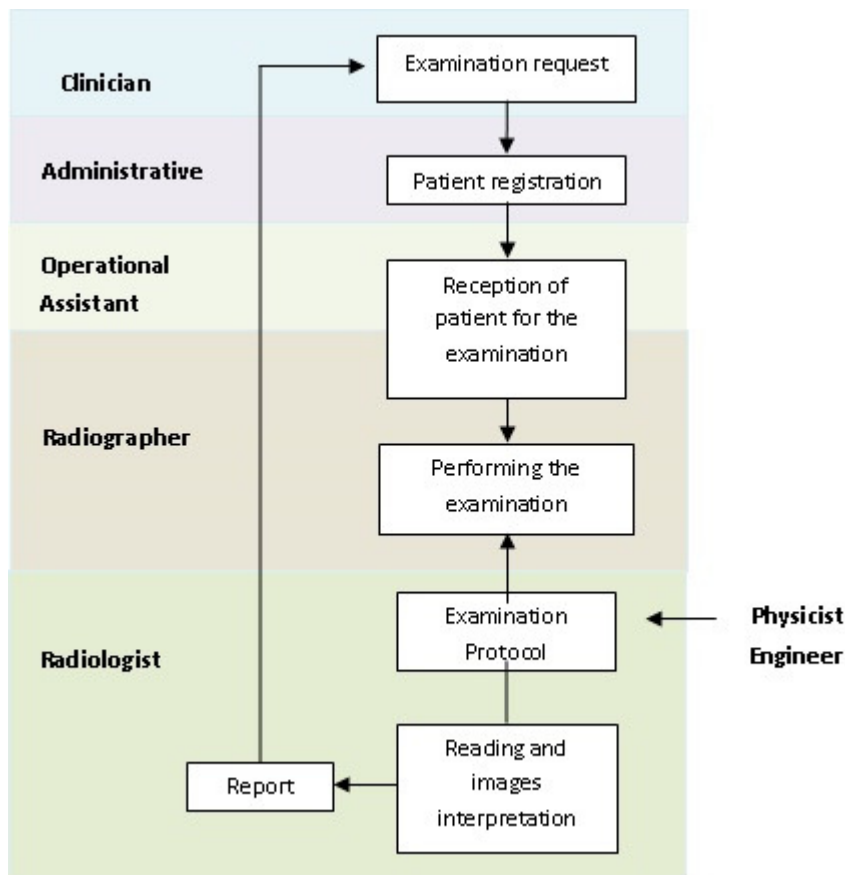 Clinician
Examination request
Administrative
Patient registration
Operational
Assistant
Reception of
patient for the
examination
Radiographer
Performing the
examination
Radiologist
Examination
Protocol
Physicist
Engineer
Reading and
images
interpretation
Report